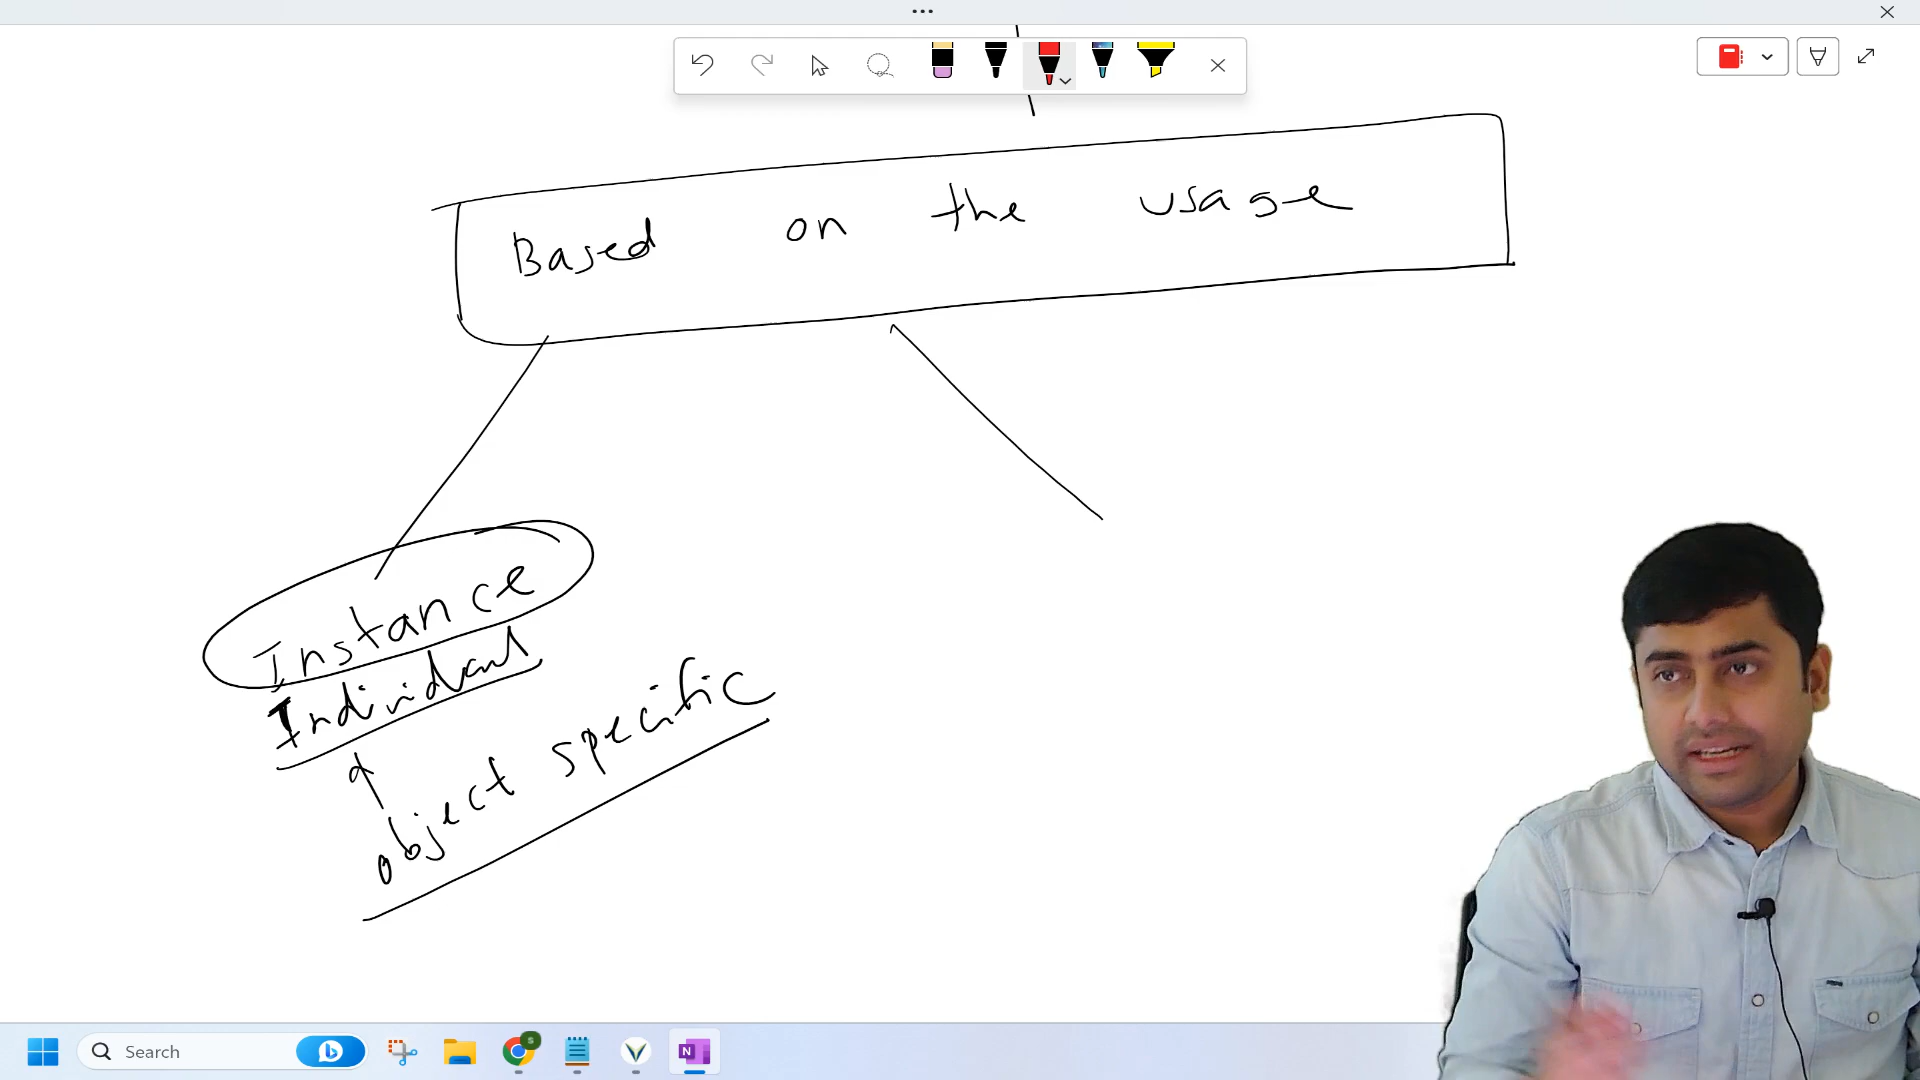 Based on the usage
Instance
Individual
object specific
Search